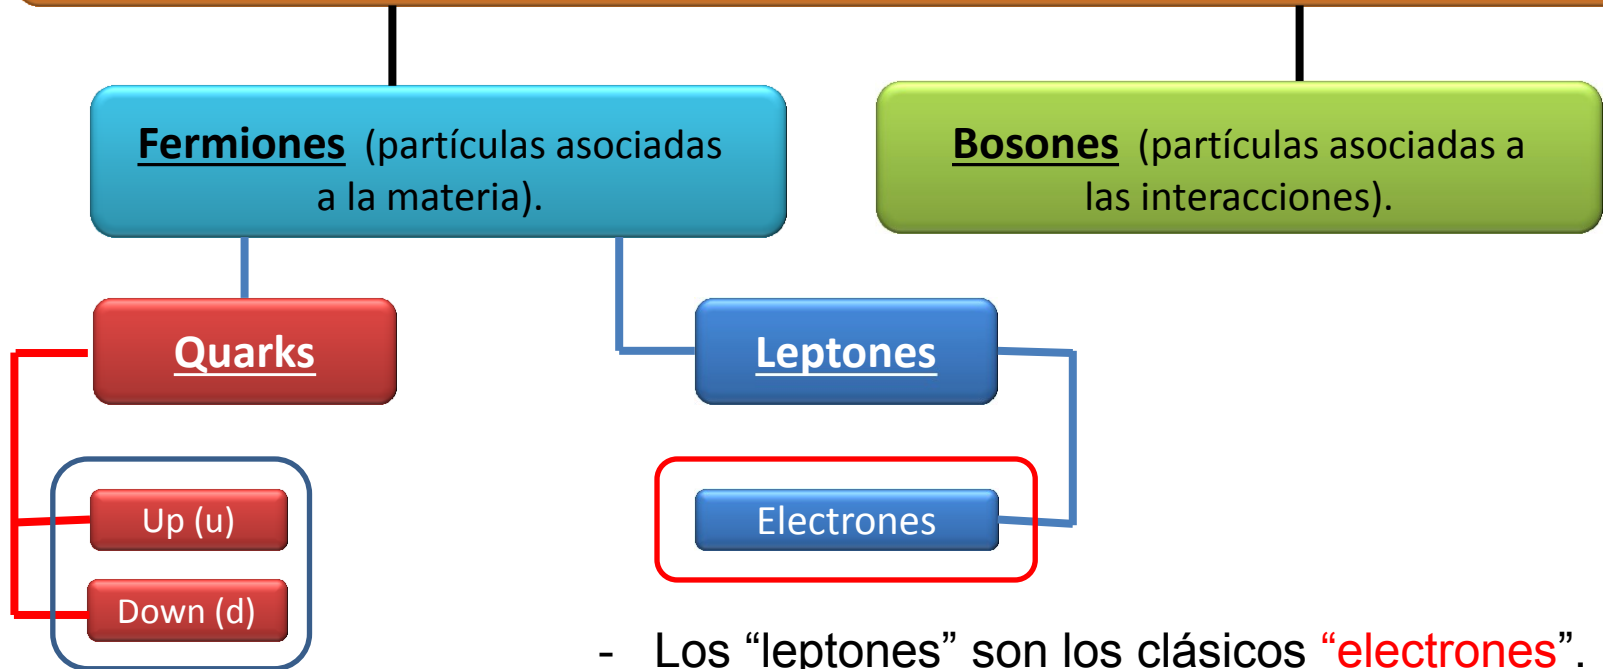 Fermiones (partículas asociadas
a la materia).
Bosones (partículas asociadas a
las interacciones).
Quarks
Leptones
Up (u)
Electrones
Down (d)
- Los “leptones” son los clásicos “electrones”.